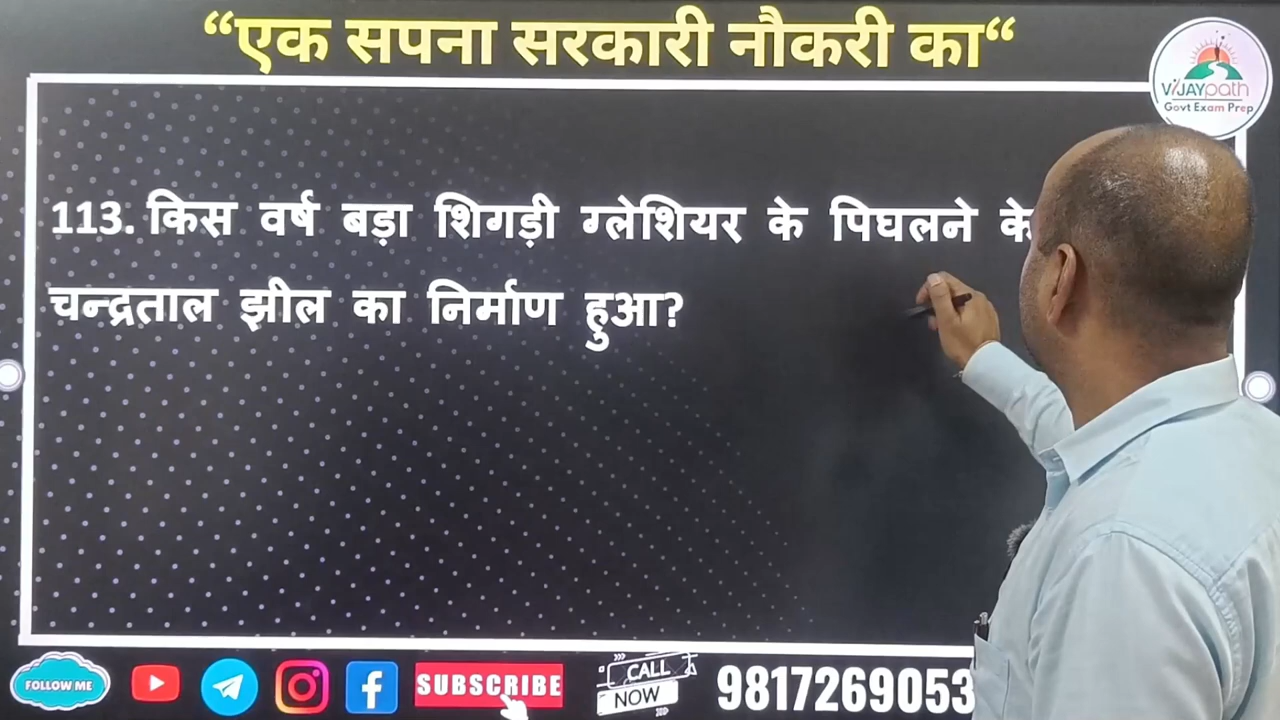 “एक सपना सरकारी नौकरी का“
VIJAYpath
Govt Exam Prep
113. किस वर्ष बड़ा शिगड़ी ग्लेशियर के पिघलने के
चन्द्रताल झील का निर्माण हुआ?
FOLLOW ME
SUBSCRIBE
CALL
NOW
9817269053